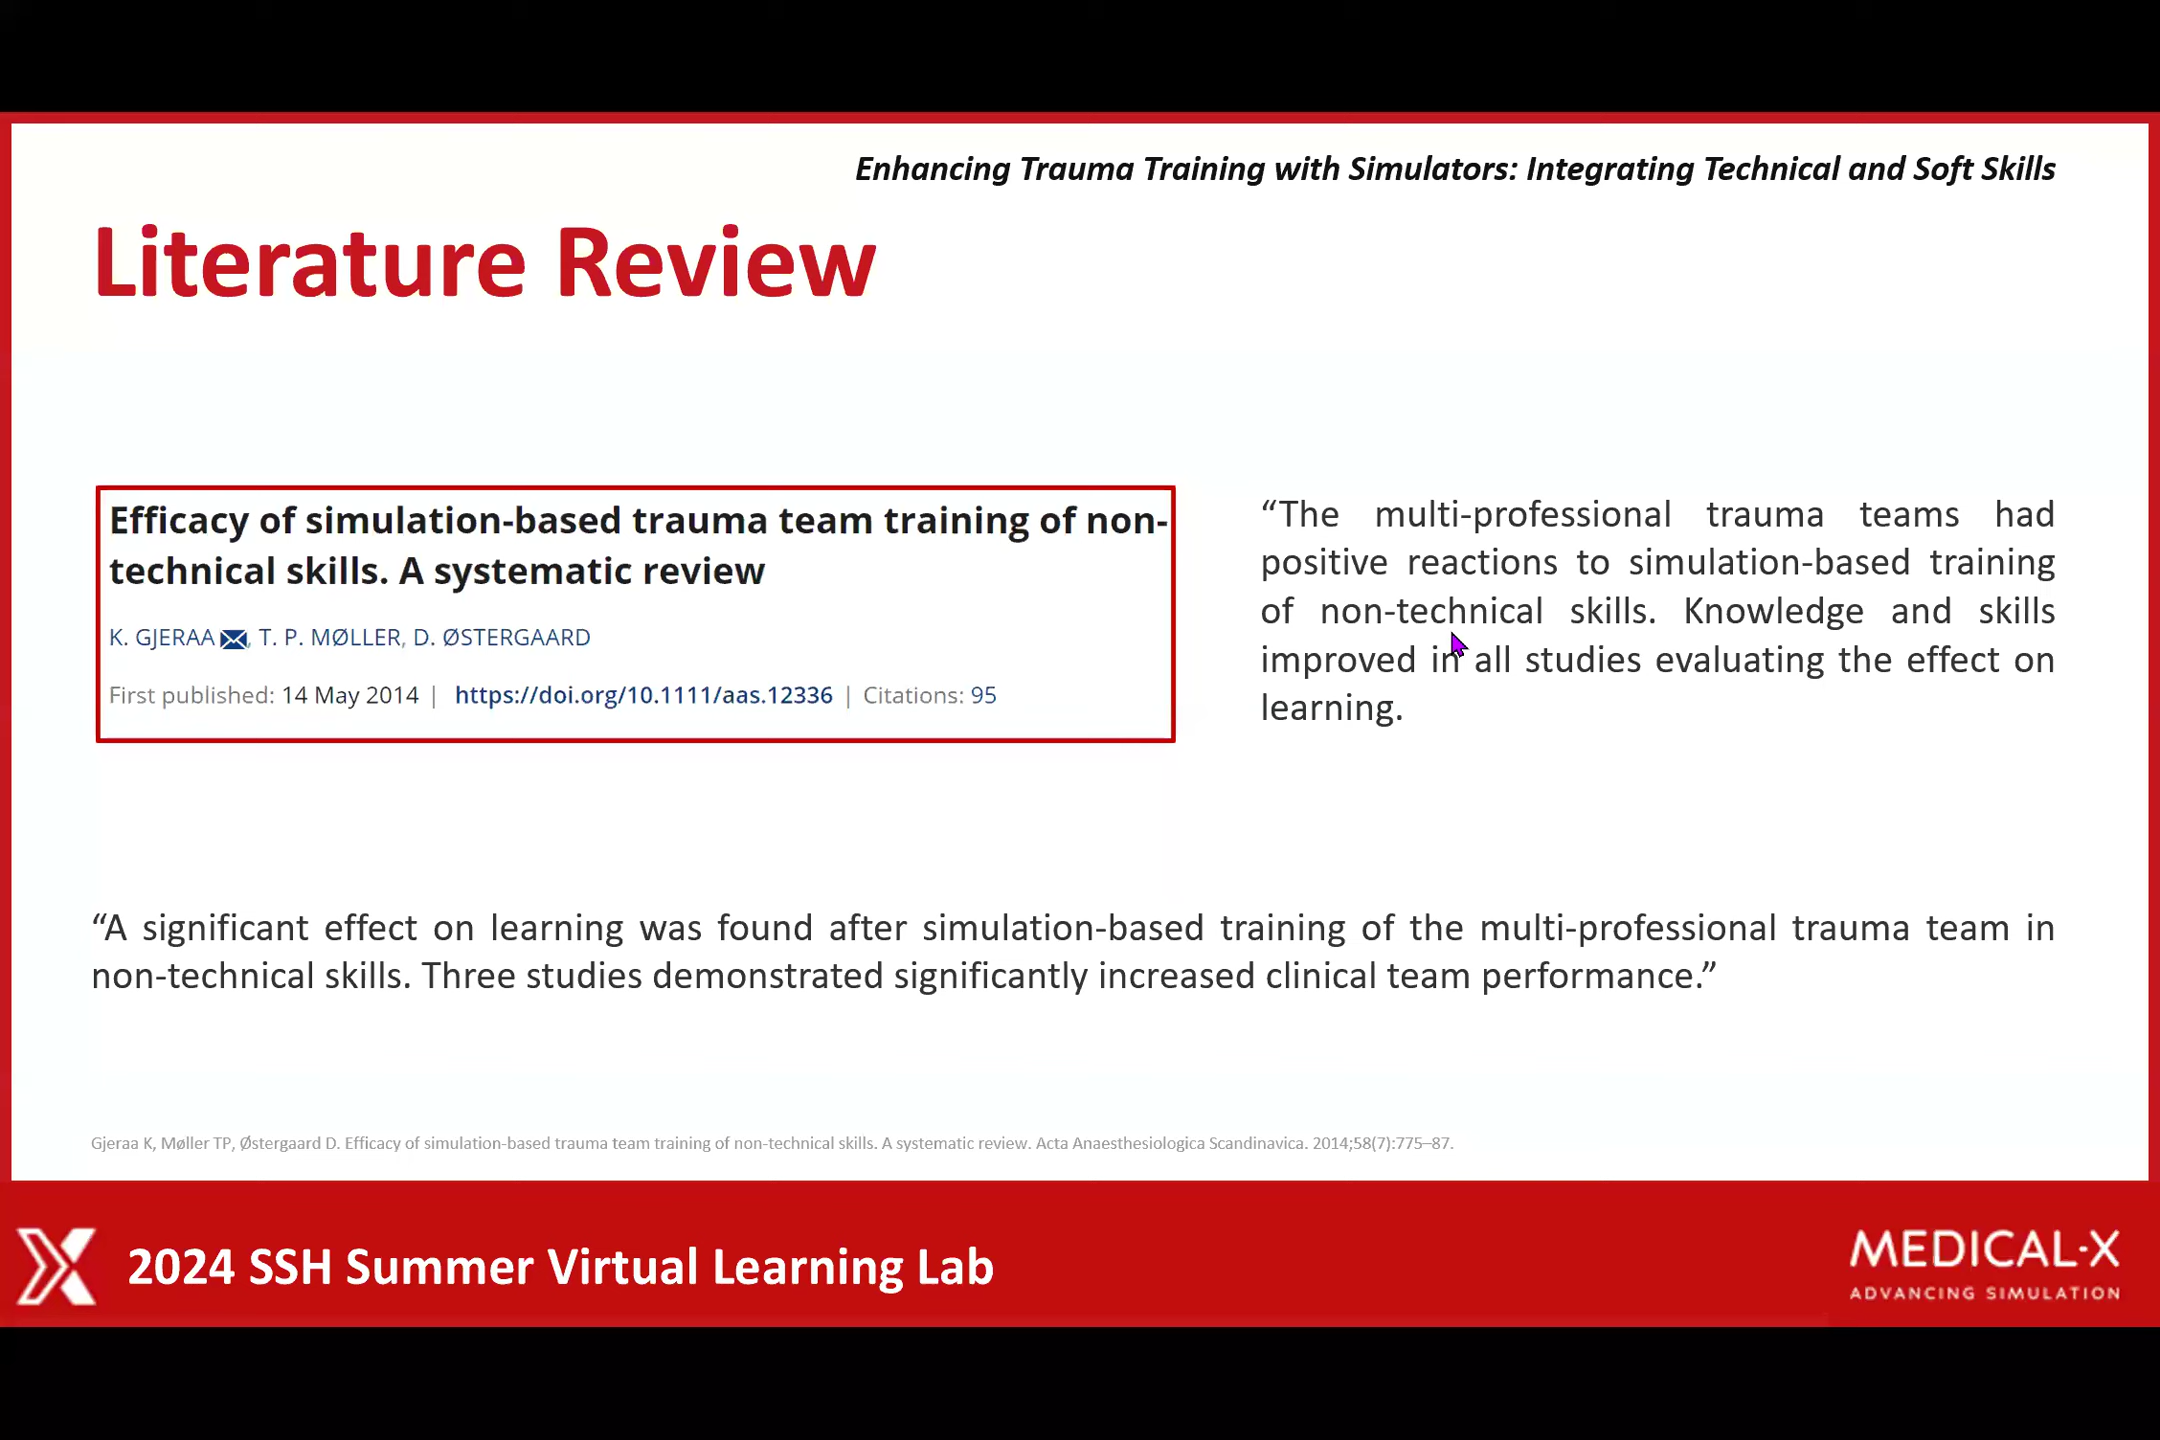 Enhancing Trauma Training with Simulators: Integrating Technical and Soft Skills
Literature Review
Efficacy of simulation-based trauma team training of non-
technical skills. A systematic review
K. GJERAA, T. P. MØLLER, D. ØSTERGAARD
First published: 14 May 2014 | https://doi.org/10.1111/aas.12336 | Citations: 95
“The multi-professional trauma teams had
positive reactions to simulation-based training
of non-technical skills. Knowledge and skills
improved in all studies evaluating the effect on
learning.
“A significant effect on learning was found after simulation-based training of the multi-professional trauma team in
non-technical skills. Three studies demonstrated significantly increased clinical team performance.”
Gjeraa K, Møller TP, Østergaard D. Efficacy of simulation-based trauma team training of non-technical skills. A systematic review. Acta Anaesthesiologica Scandinavica. 2014;58(7):775–87.
2024 SSH Summer Virtual Learning Lab
MEDICAL·X
ADVANCING SIMULATION